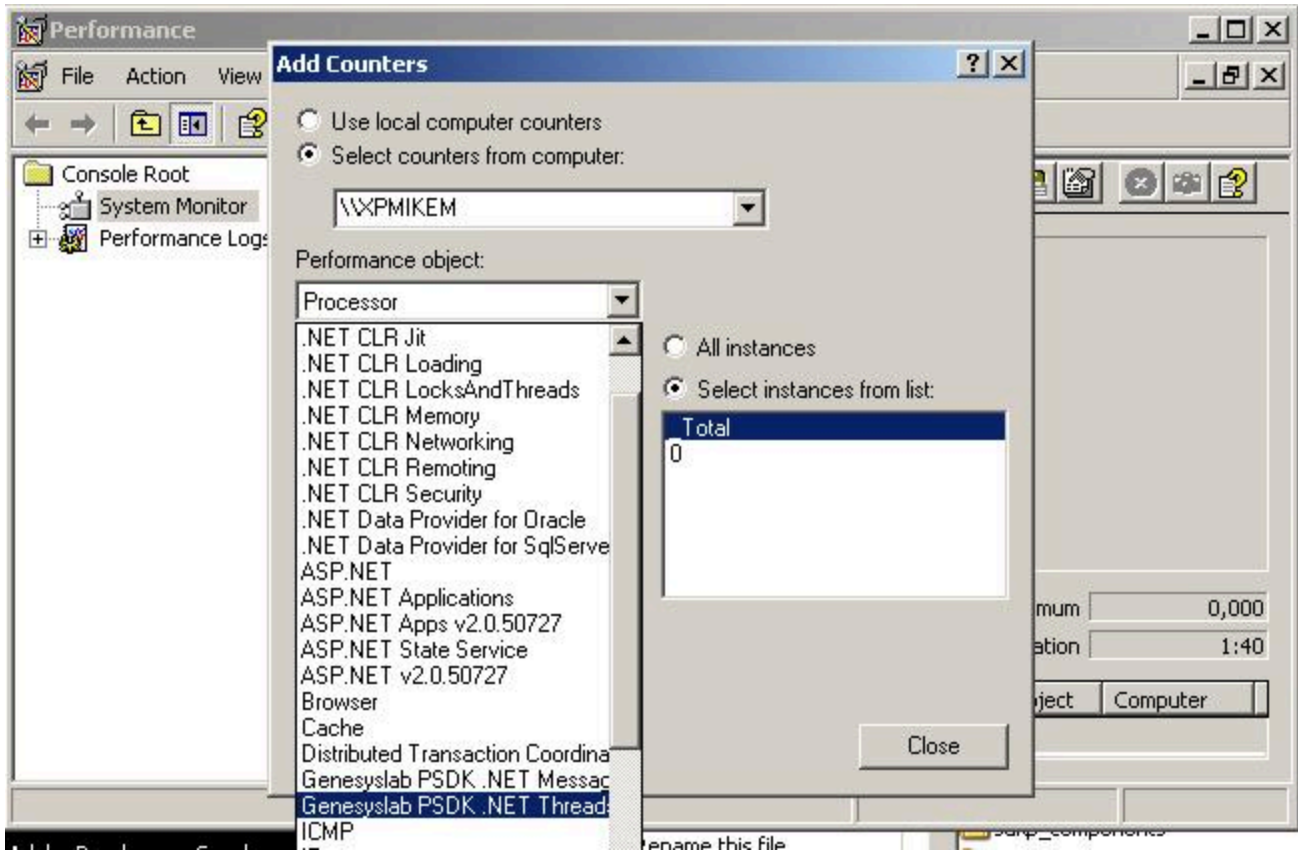 Performance
File Action View
Console Root
System Monitor
Performance Logs
Add Counters
Use local computer counters
Select counters from computer:
\\XPMIKEM
Performance object:
Processor
.NET CLR Jit
.NET CLR Loading
.NET CLR LocksAndThreads
.NET CLR Memory
.NET CLR Networking
.NET CLR Remoting
.NET CLR Security
.NET Data Provider for Oracle
.NET Data Provider for SqlServe
ASP.NET
ASP.NET Applications
ASP.NET Apps v2.0.50727
ASP.NET State Service
ASP.NET v2.0.50727
Browser
Cache
Distributed Transaction Coordina
Genesyslab PSDK .NET Messag
Genesyslab PSDK .NET Threads
ICMP
All instances
Select instances from list:
_Total
0
Close
mum 0,000
ation 1:40
ject Computer
ename this file